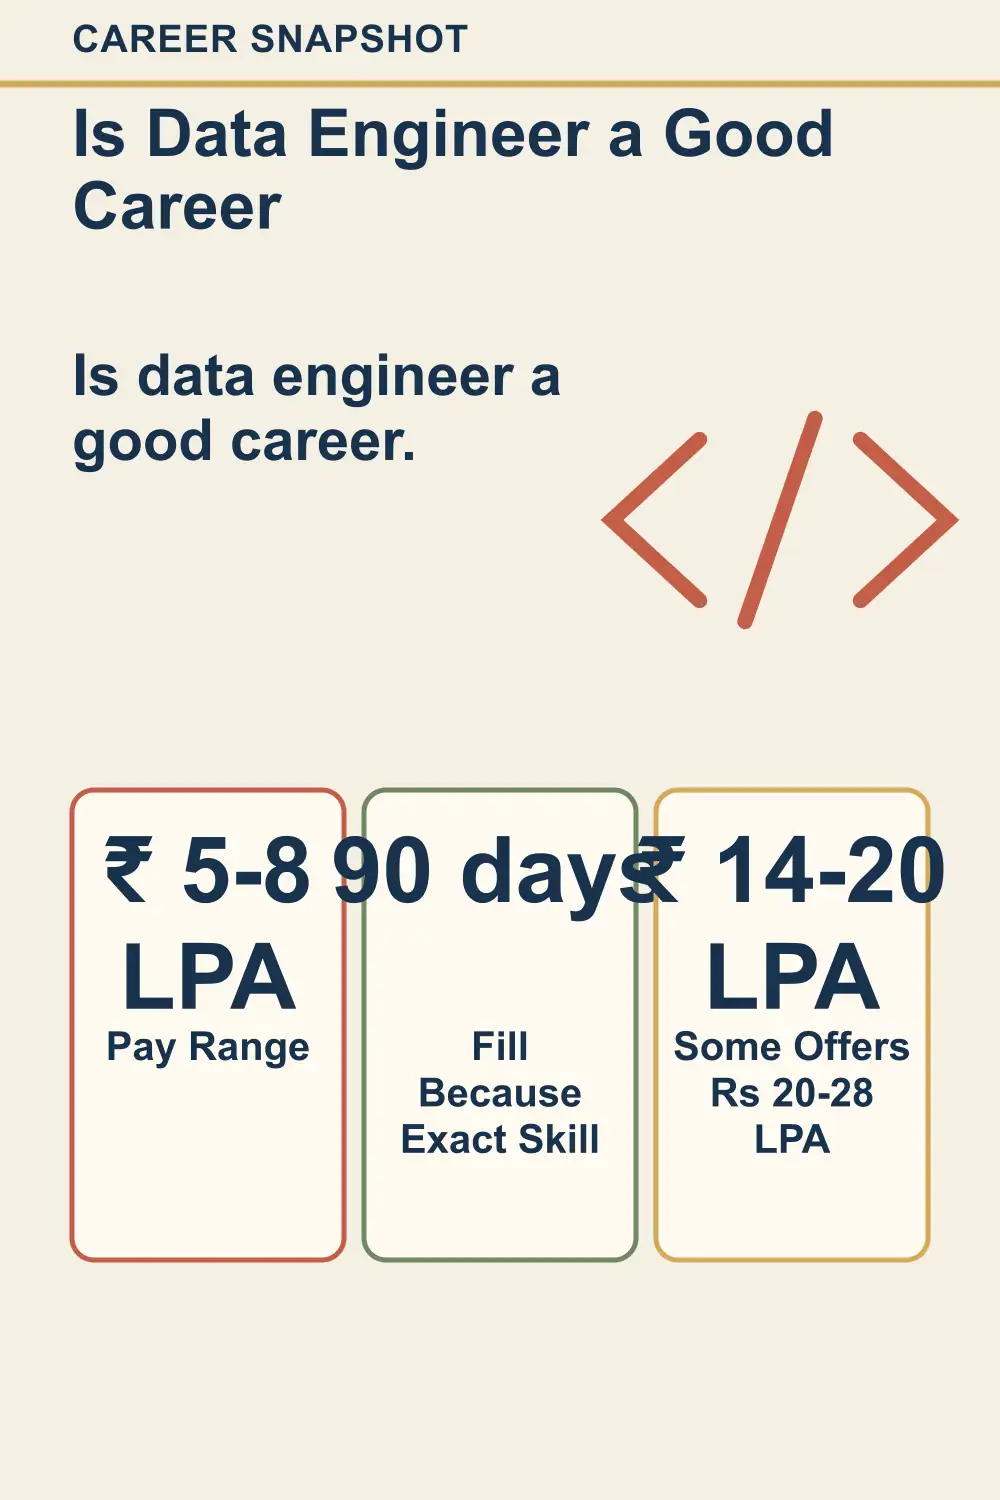 CAREER SNAPSHOT
Is Data Engineer a Good
Career
Is data engineer a
good career.
</>
₹ 5-8
LPA
Pay Range
90 days
Fill
Because
Exact Skill
₹ 14-20
LPA
Some Offers
Rs 20-28
LPA